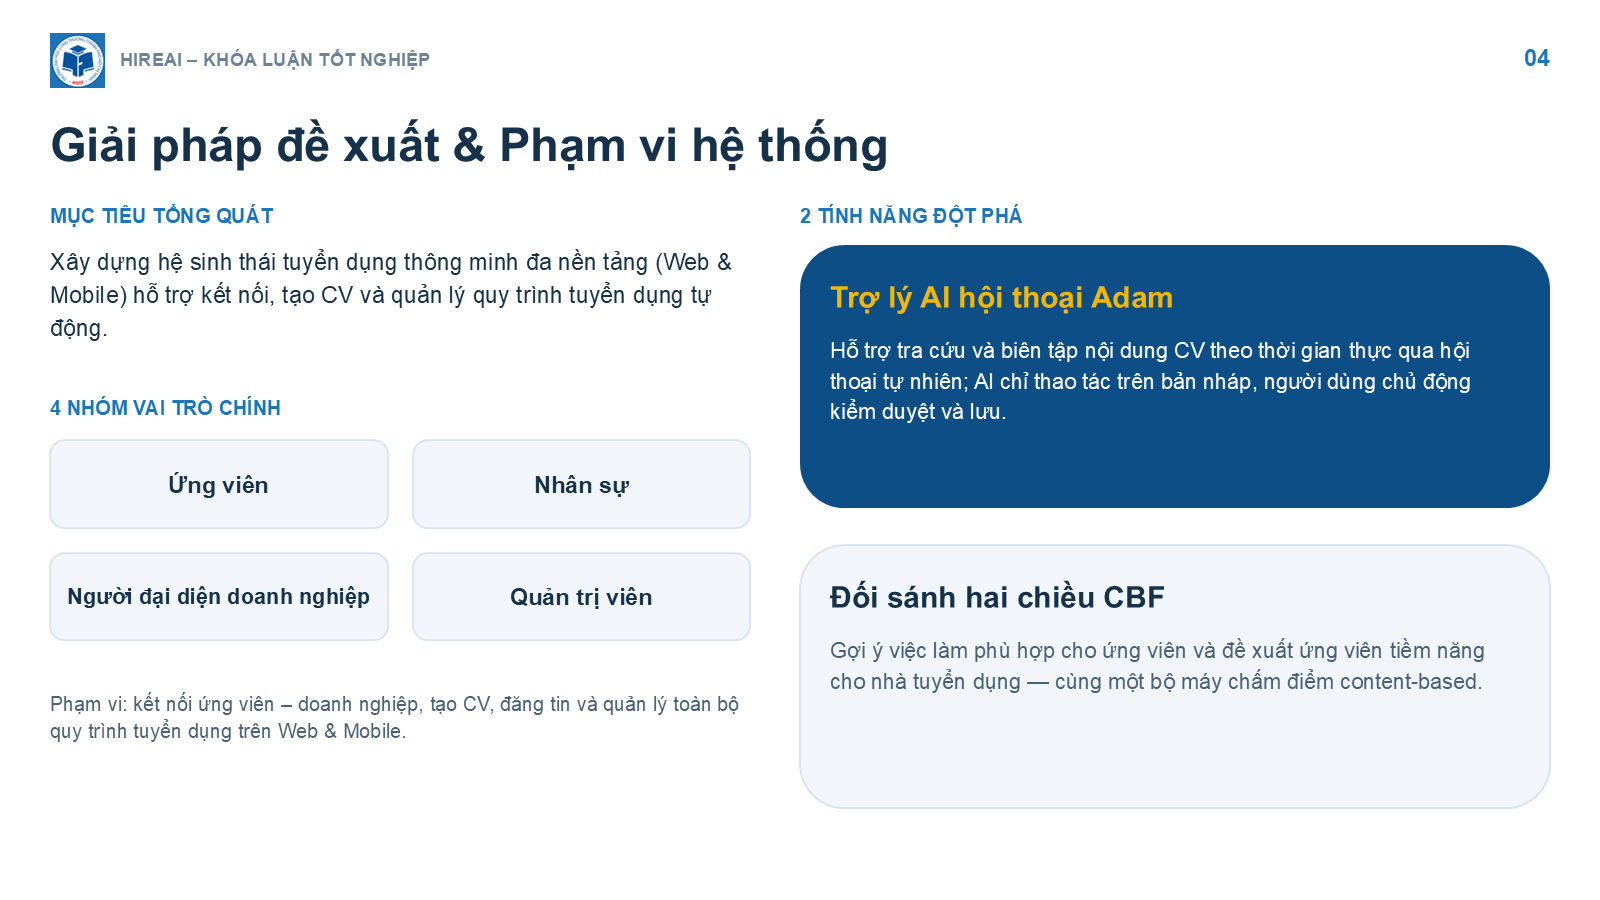 HIREAI – KHÓA LUẬN TỐT NGHIỆP
04
Giải pháp đề xuất & Phạm vi hệ thống
MỤC TIÊU TỔNG QUÁT
Xây dựng hệ sinh thái tuyển dụng thông minh đa nền tảng (Web &
Mobile) hỗ trợ kết nối, tạo CV và quản lý quy trình tuyển dụng tự
động.
4 NHÓM VAI TRÒ CHÍNH
Ứng viên
Nhân sự
Người đại diện doanh nghiệp
Quản trị viên
Phạm vi: kết nối ứng viên – doanh nghiệp, tạo CV, đăng tin và quản lý toàn bộ
quy trình tuyển dụng trên Web & Mobile.
2 TÍNH NĂNG ĐỘT PHÁ
Trợ lý AI hội thoại Adam
Hỗ trợ tra cứu và biên tập nội dung CV theo thời gian thực qua hội
thoại tự nhiên; AI chỉ thao tác trên bản nháp, người dùng chủ động
kiểm duyệt và lưu.
Đối sánh hai chiều CBF
Gợi ý việc làm phù hợp cho ứng viên và đề xuất ứng viên tiềm năng
cho nhà tuyển dụng — cùng một bộ máy chấm điểm content-based.